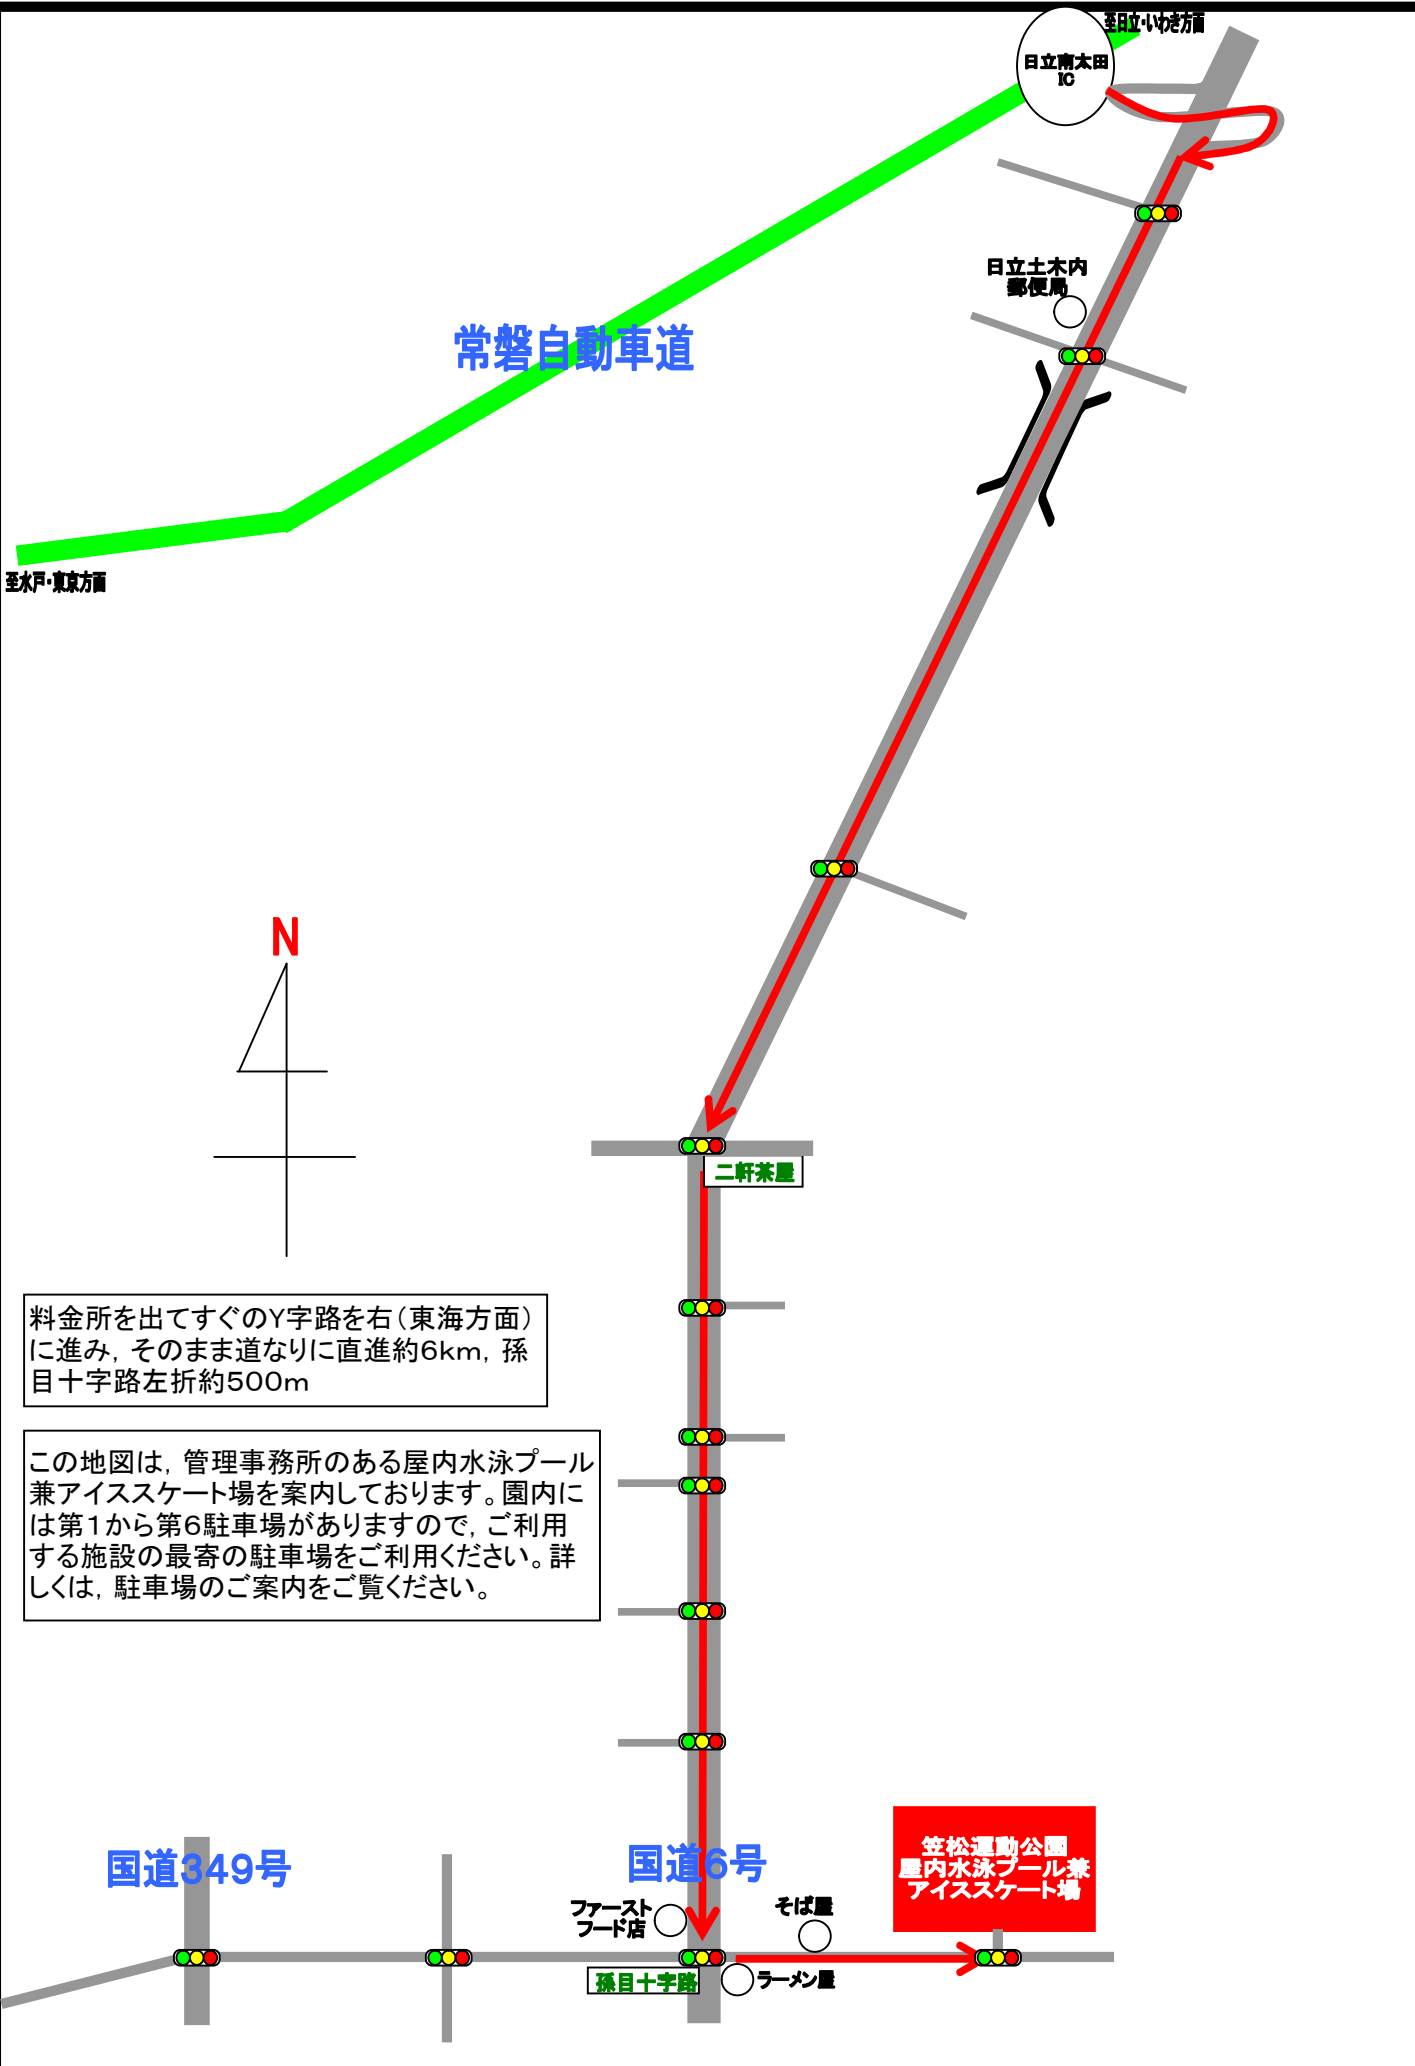 至日立・いわき方面
日立南太田
IC
日立土木内
郵便局
常磐自動車道
至水戸・東京方面
N
二軒茶屋
料金所を出てすぐのY字路を右（東海方面）
に進み，そのまま道なりに直進約6km，孫
目十字路左折約500m
この地図は，管理事務所のある屋内水泳プール
兼アイススケート場を案内しております。園内に
は第1から第6駐車場がありますので，ご利用
する施設の最寄の駐車場をご利用ください。詳
しくは，駐車場のご案内をご覧ください。
国道349号
国道6号
笠松運動公園
屋内水泳プール兼
アイススケート場
ファースト
フード店
そば屋
孫目十字路
ラーメン屋